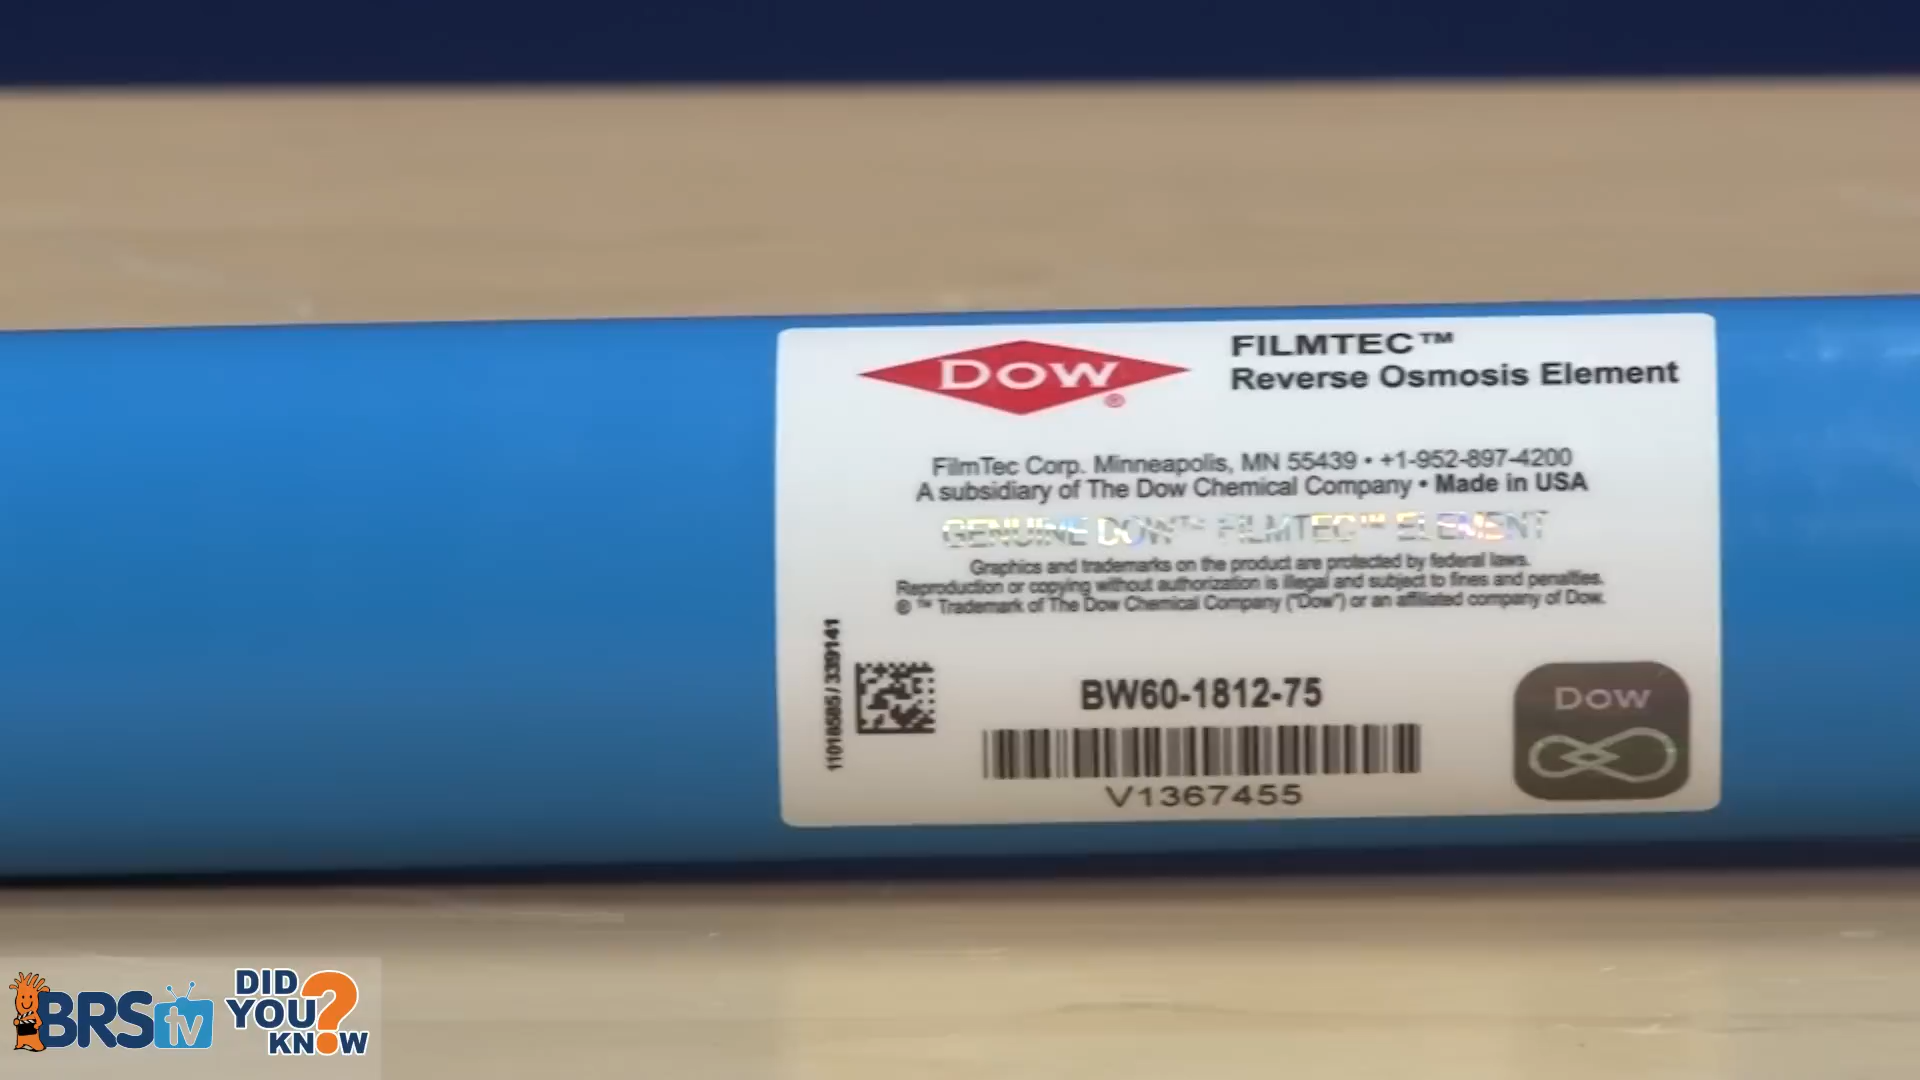 DOW®
FILMTEC™
Reverse Osmosis Element
FilmTec Corp. Minneapolis, MN 55439 • +1-952-897-4200
A subsidiary of The Dow Chemical Company • Made in USA
GENUINE DOW™ FILMTEC™ ELEMENT
Graphics and trademarks on the product are protected by federal laws.
Reproduction or copying without authorization is illegal and subject to fines and penalties.
® ™ Trademark of The Dow Chemical Company ("Dow") or an affiliated company of Dow.
11018585/339141
BW60-1812-75
V1367455
DOW
BRStv
DID
YOU?
KNOW